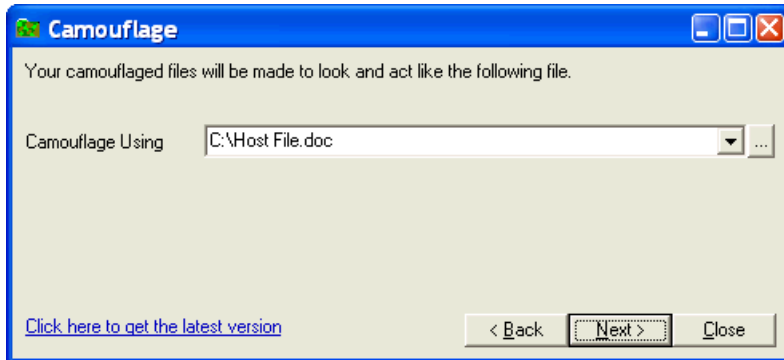 Camouflage
Your camouflaged files will be made to look and act like the following file.
Camouflage Using C:\Host File.doc ...
Click here to get the latest version < Back Next > Close